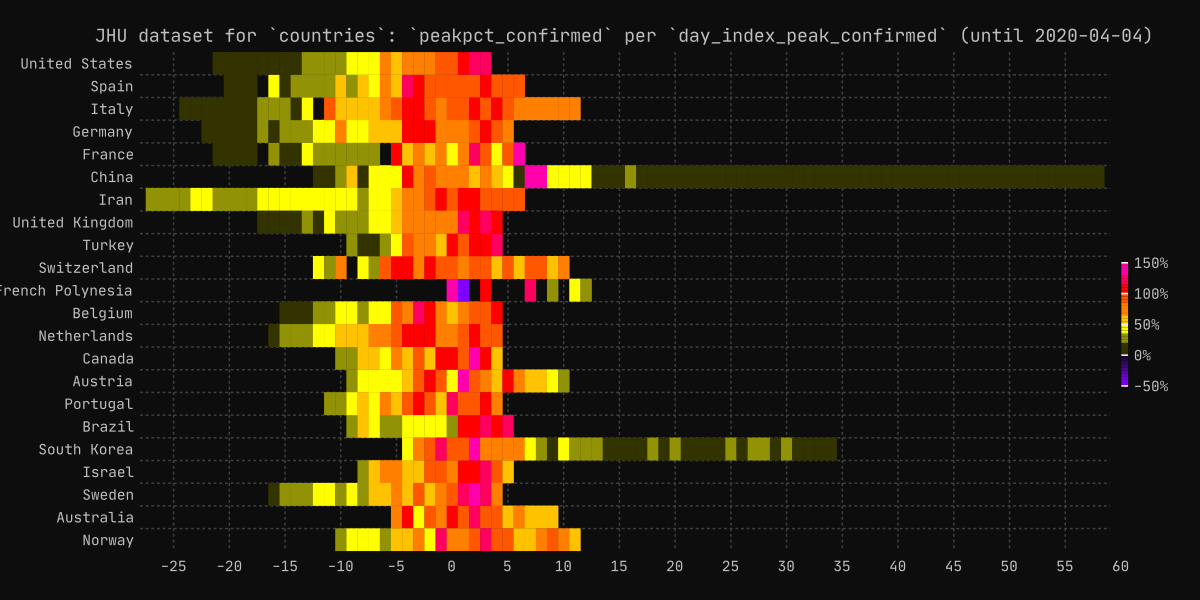 JHU dataset for `countries`: `peakpct_confirmed` per `day_index_peak_confirmed` (until 2020-04-04)
United States
Spain
Italy
Germany
France
China
Iran
United Kingdom
Turkey
Switzerland
French Polynesia
Belgium
Netherlands
Canada
Austria
Portugal
Brazil
South Korea
Israel
Sweden
Australia
Norway
150%
100%
50%
0%
−50%
−25 −20 −15 −10 −5 0 5 10 15 20 25 30 35 40 45 50 55 60